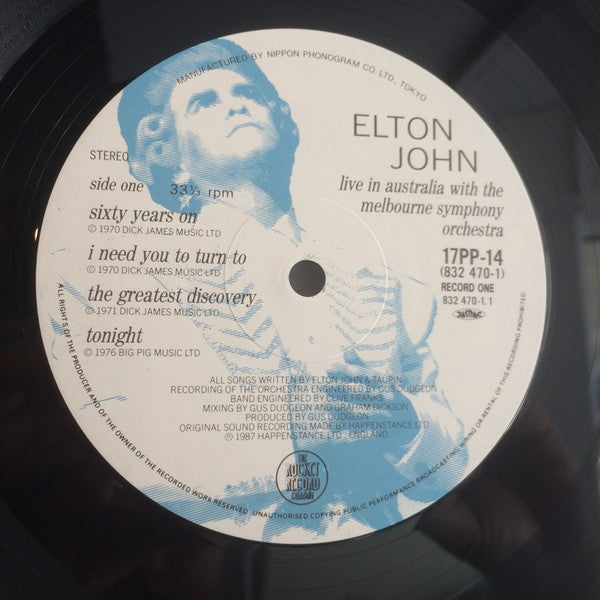 MANUFACTURED BY NIPPON PHONOGRAM CO. LTD., TOKYO
ELTON
JOHN
live in australia with the
melbourne symphony
orchestra
17PP-14
(832 470-1)
RECORD ONE
832 470-1.1
STEREO
side one 33⅓ rpm
sixty years on
℗ 1970 DICK JAMES MUSIC LTD
i need you to turn to
℗ 1970 DICK JAMES MUSIC LTD
the greatest discovery
℗ 1971 DICK JAMES MUSIC LTD
tonight
℗ 1976 BIG PIG MUSIC LTD
ALL SONGS WRITTEN BY ELTON JOHN & TAUPIN
RECORDING OF THE ORCHESTRA ENGINEERED BY GUS DUDGEON
BAND ENGINEERED BY CLIVE FRANKS
MIXING BY GUS DUDGEON AND GRAHAM DICKSON
PRODUCED BY GUS DUDGEON
ORIGINAL SOUND RECORDING MADE BY HAPPENSTANCE LTD
℗ 1987 HAPPENSTANCE LTD., ENGLAND
THE
ROCKET
RECORD
COMPANY
ALL RIGHTS OF THE PRODUCER AND OF THE OWNER OF THE RECORDED WORK RESERVED. UNAUTHORISED COPYING PUBLIC PERFORMANCE BROADCASTING HIRING OR RENTAL OF THIS RECORDING PROHIBITED